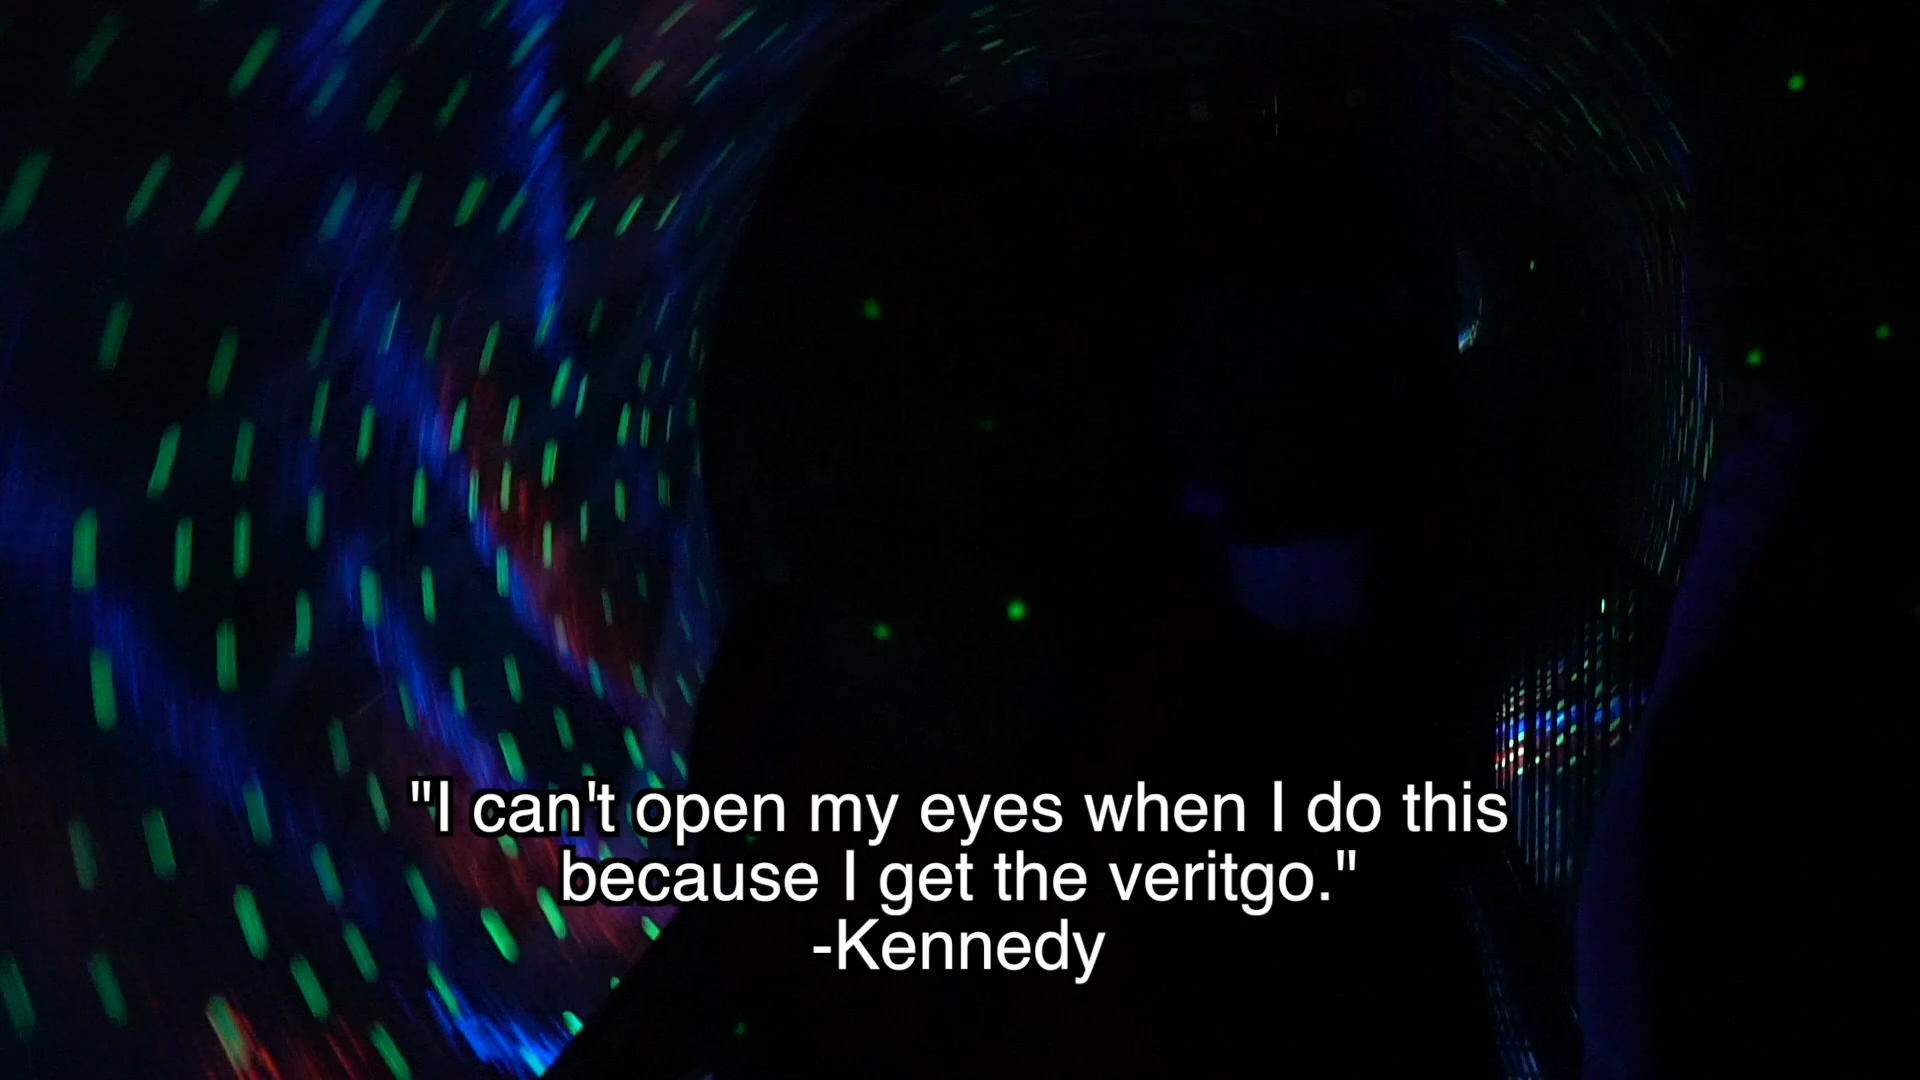 "I can't open my eyes when I do this
because I get the veritgo."
-Kennedy